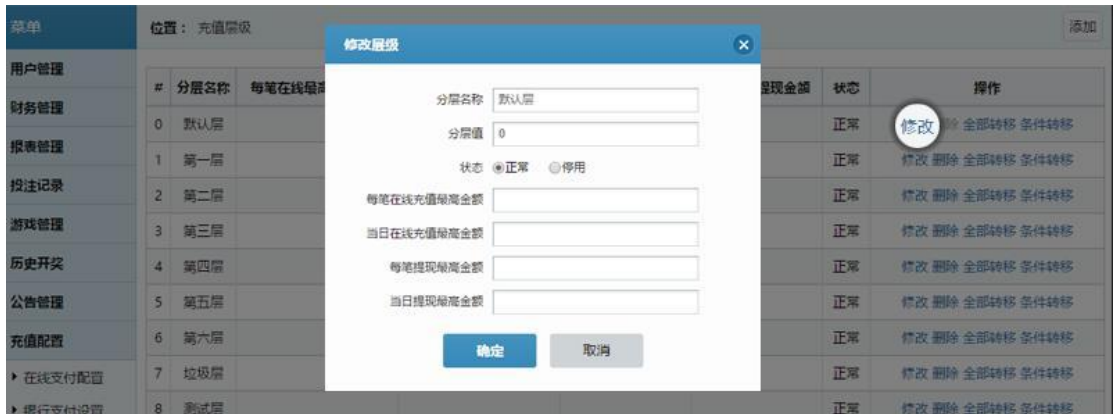 菜单
位置： 充值层级
添加
修改层级
用户管理
财务管理
报表管理
投注记录
游戏管理
历史开奖
公告管理
充值配置
在线支付配置
银行支付设置
# 分层名称 每笔在线最高 提现金额 状态 操作
0 默认层 正常 修改 删除 全部转移 条件转移
1 第一层 正常 修改 删除 全部转移 条件转移
2 第二层 正常 修改 删除 全部转移 条件转移
3 第三层 正常 修改 删除 全部转移 条件转移
4 第四层 正常 修改 删除 全部转移 条件转移
5 第五层 正常 修改 删除 全部转移 条件转移
6 第六层 正常 修改 删除 全部转移 条件转移
7 垃圾层 正常 修改 删除 全部转移 条件转移
8 测试层 正常 修改 删除 全部转移 条件转移
分层名称 默认层
分层值 0
状态 正常 停用
每笔在线充值最高金额
当日在线充值最高金额
每笔提现最高金额
当日提现最高金额
确定 取消